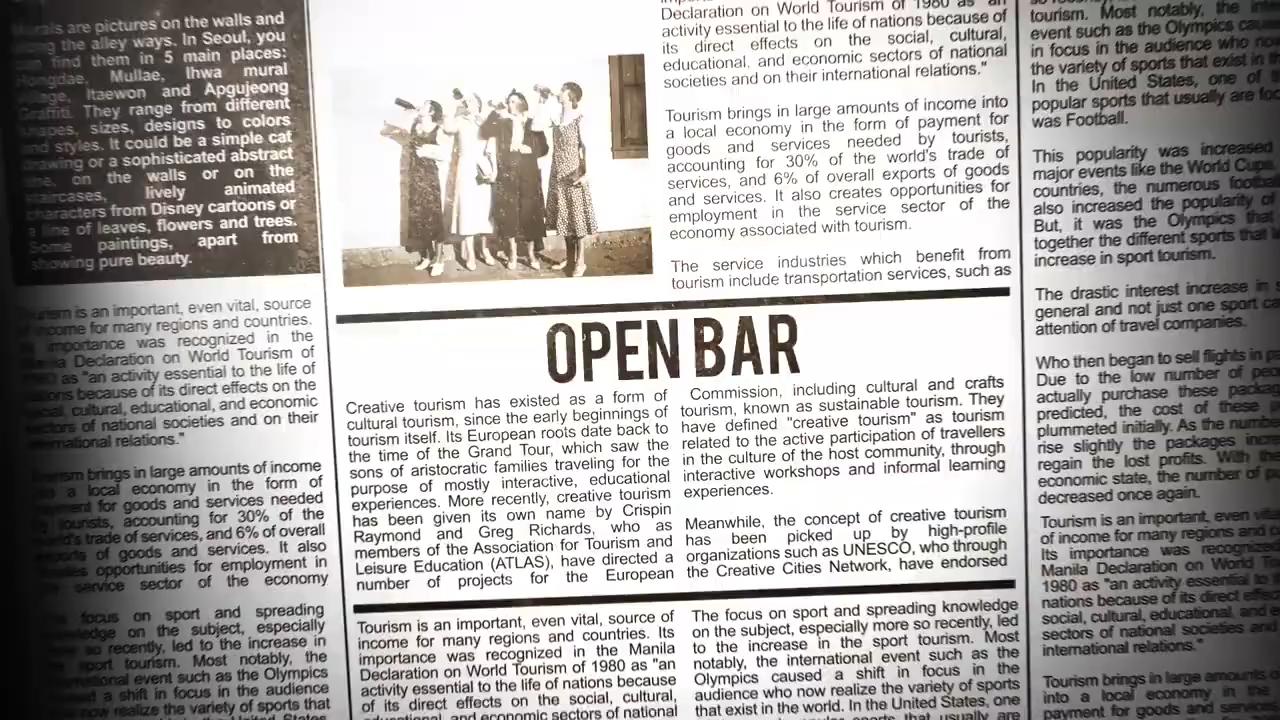 Murals are pictures on the walls and
the alley ways. In Seoul, you
find them in 5 main places:
Hongdae, Mullae, Ihwa mural
Itaewon and Apgujeong
Graffiti. They range from different
shapes, sizes, designs to colors
and styles. It could be a simple cat
drawing or a sophisticated abstract
on the walls or on the
lively animated
characters from Disney cartoons or
a line of leaves, flowers and trees.
Some paintings, apart from
showing pure beauty.
Tourism is an important, even vital, source
of income for many regions and countries.
importance was recognized in the
Declaration on World Tourism of
as "an activity essential to the life of
nations because of its direct effects on the
social, cultural, educational, and economic
sectors of national societies and on their
international relations."
Tourism brings in large amounts of income
a local economy in the form of
payment for goods and services needed
by tourists, accounting for 30% of the
world's trade of services, and 6% of overall
exports of goods and services. It also
creates opportunities for employment in
service sector of the economy
focus on sport and spreading
knowledge on the subject, especially
so recently, led to the increase in
sport tourism. Most notably, the
international event such as the Olympics
a shift in focus in the audience
now realize the variety of sports that
Declaration on World Tourism of 1980 as "an
activity essential to the life of nations because of
its direct effects on the social, cultural,
educational, and economic sectors of national
societies and on their international relations."
Tourism brings in large amounts of income into
a local economy in the form of payment for
goods and services needed by tourists,
accounting for 30% of the world's trade of
services, and 6% of overall exports of goods
and services. It also creates opportunities for
employment in the service sector of the
economy associated with tourism.
The service industries which benefit from
tourism include transportation services, such as
OPEN BAR
Creative tourism has existed as a form of
cultural tourism, since the early beginnings of
tourism itself. Its European roots date back to
the time of the Grand Tour, which saw the
sons of aristocratic families traveling for the
purpose of mostly interactive, educational
experiences. More recently, creative tourism
has been given its own name by Crispin
Raymond and Greg Richards, who as
members of the Association for Tourism and
Leisure Education (ATLAS), have directed a
number of projects for the European
Commission, including cultural and crafts
tourism, known as sustainable tourism. They
have defined "creative tourism" as tourism
related to the active participation of travellers
in the culture of the host community, through
interactive workshops and informal learning
experiences.
Meanwhile, the concept of creative tourism
has been picked up by high-profile
organizations such as UNESCO, who through
the Creative Cities Network, have endorsed
Tourism is an important, even vital, source of
income for many regions and countries. Its
importance was recognized in the Manila
Declaration on World Tourism of 1980 as "an
activity essential to the life of nations because
of its direct effects on the social, cultural,
and economic sectors of national
The focus on sport and spreading knowledge
on the subject, especially more so recently, led
to the increase in the sport tourism. Most
notably, the international event such as the
Olympics caused a shift in focus in the
audience who now realize the variety of sports
that exist in the world. In the United States, one
sports that usually are
tourism. Most notably, the
event such as the Olympics
in focus in the audience who now
the variety of sports that exist in
In the United States, one of
popular sports that usually are
was Football.
This popularity was increased
major events like the World Cups
countries, the numerous
also increased the popularity of
But, it was the Olympics that
together the different sports that
increase in sport tourism.
The drastic interest increase in
general and not just one sport
attention of travel companies.
Who then began to sell flights in
Due to the low number of
actually purchase these
predicted, the cost of these
plummeted initially. As the
rise slightly the packages
regain the lost profits. With the
economic state, the number of
decreased once again.
Tourism is an important, even
of income for many regions and
Its importance was recognized
Manila Declaration on World
1980 as "an activity essential to
nations because of its direct
social, cultural, educational, and
sectors of national societies and
international relations."
Tourism brings in large amounts
into a local economy in the
payment for goods and